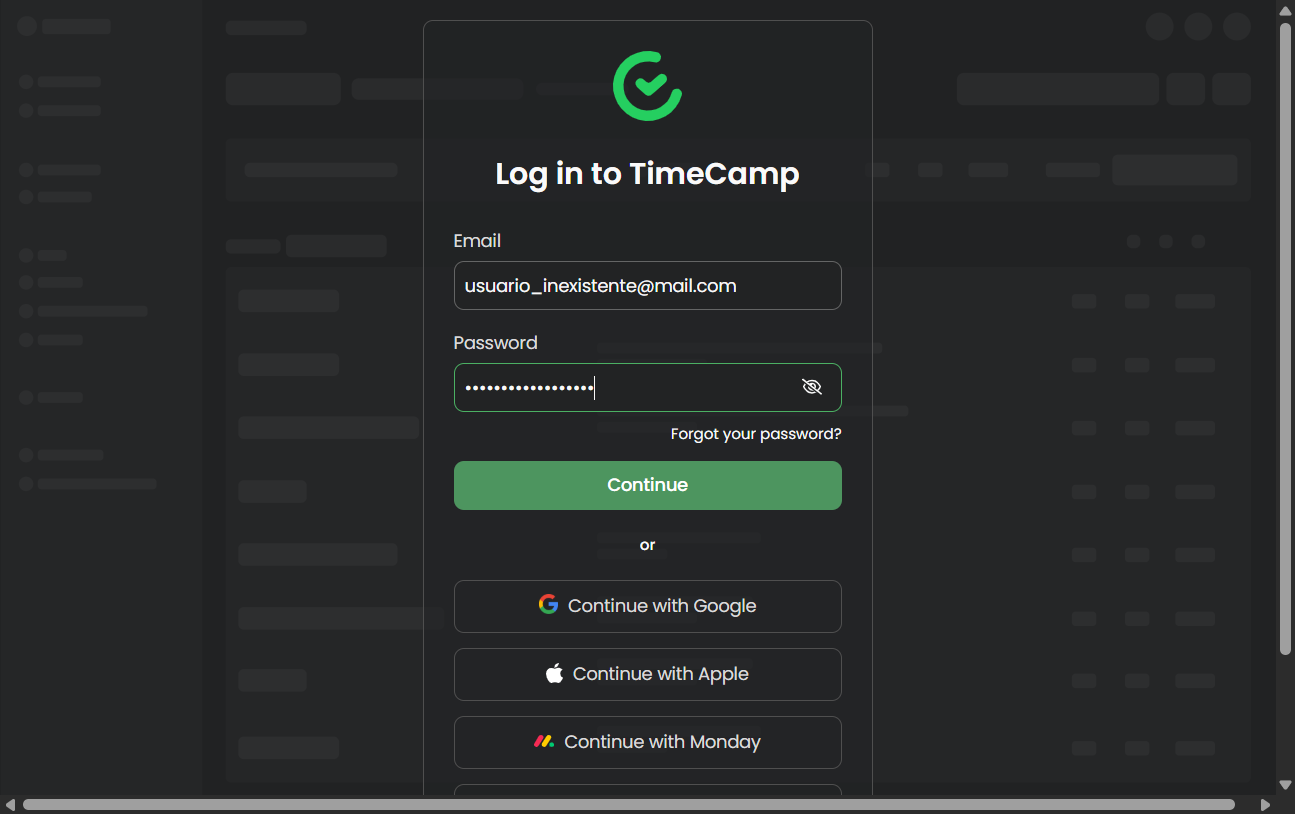 Log in to TimeCamp
Email
usuario_inexistente@mail.com
Password
••••••••••••••••••
Forgot your password?
Continue
or
Continue with Google
Continue with Apple
Continue with Monday